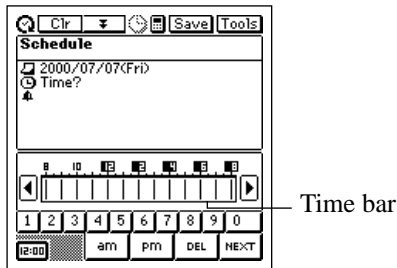 Clr Save Tools
Schedule
2000/07/07(Fri)
Time?
8 10 12 2 4 6 8
Time bar
1 2 3 4 5 6 7 8 9 0
12:00 am pm DEL NEXT